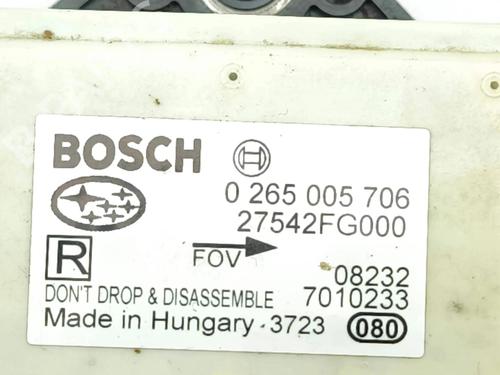 BOSCH
0 265 005 706
27542FG000
R
FOV
08232
DON'T DROP & DISASSEMBLE 7010233
Made in Hungary - 3723 080